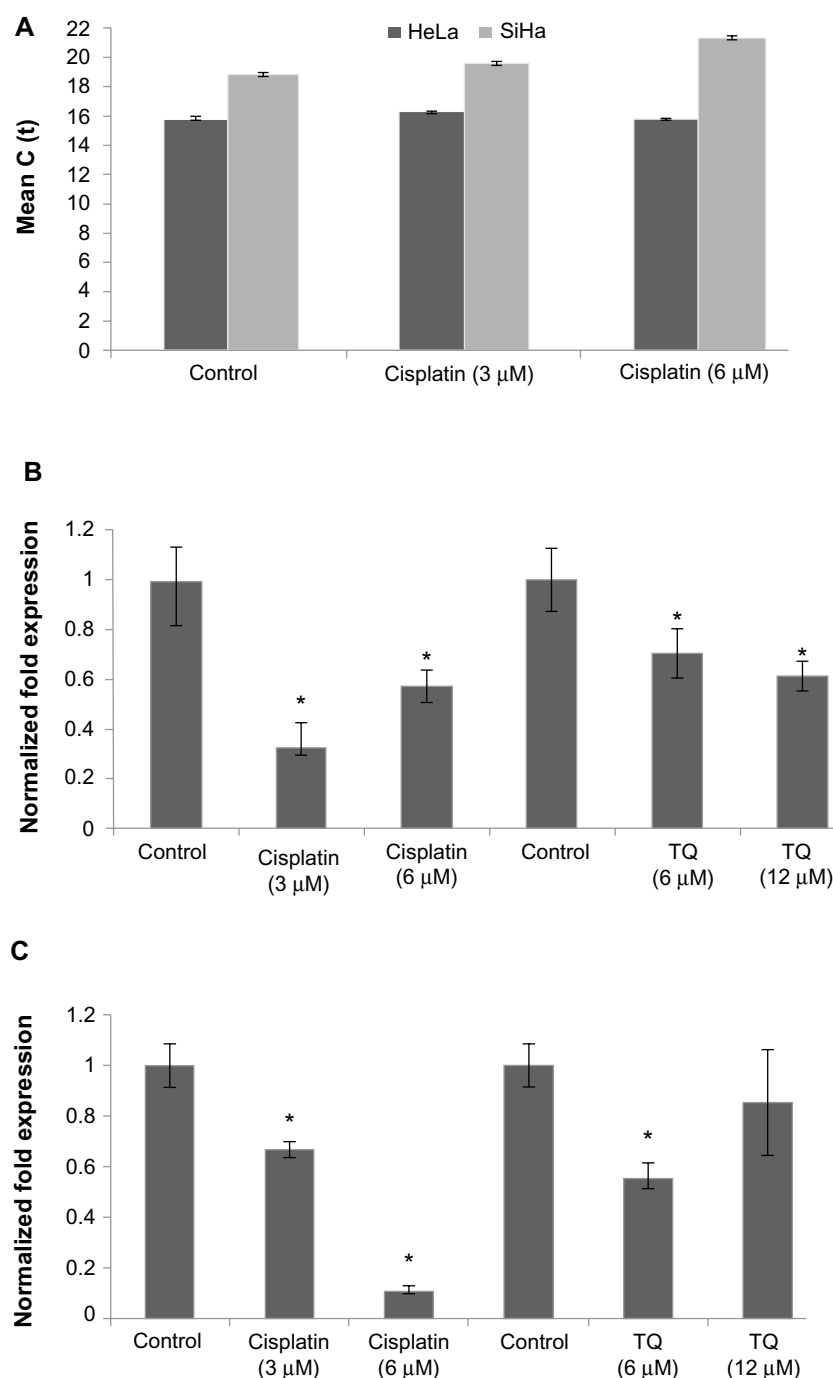 A
HeLa SiHa
Mean C (t)
22
20
18
16
14
12
10
8
6
4
2
0
Control Cisplatin (3 μM) Cisplatin (6 μM)
B
Normalized fold expression
1.2
1
0.8
0.6
0.4
0.2
0
* * * *
Control Cisplatin Cisplatin Control TQ TQ
(3 μM) (6 μM) (6 μM) (12 μM)
C
Normalized fold expression
1.2
1
0.8
0.6
0.4
0.2
0
* * *
Control Cisplatin Cisplatin Control TQ TQ
(3 μM) (6 μM) (6 μM) (12 μM)